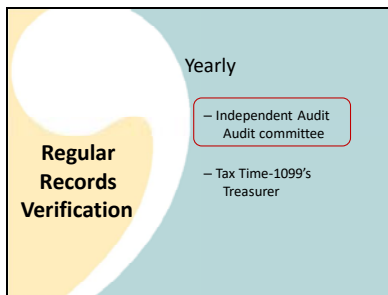 Yearly
– Independent Audit
Audit committee
Regular
Records
Verification
– Tax Time-1099's
Treasurer